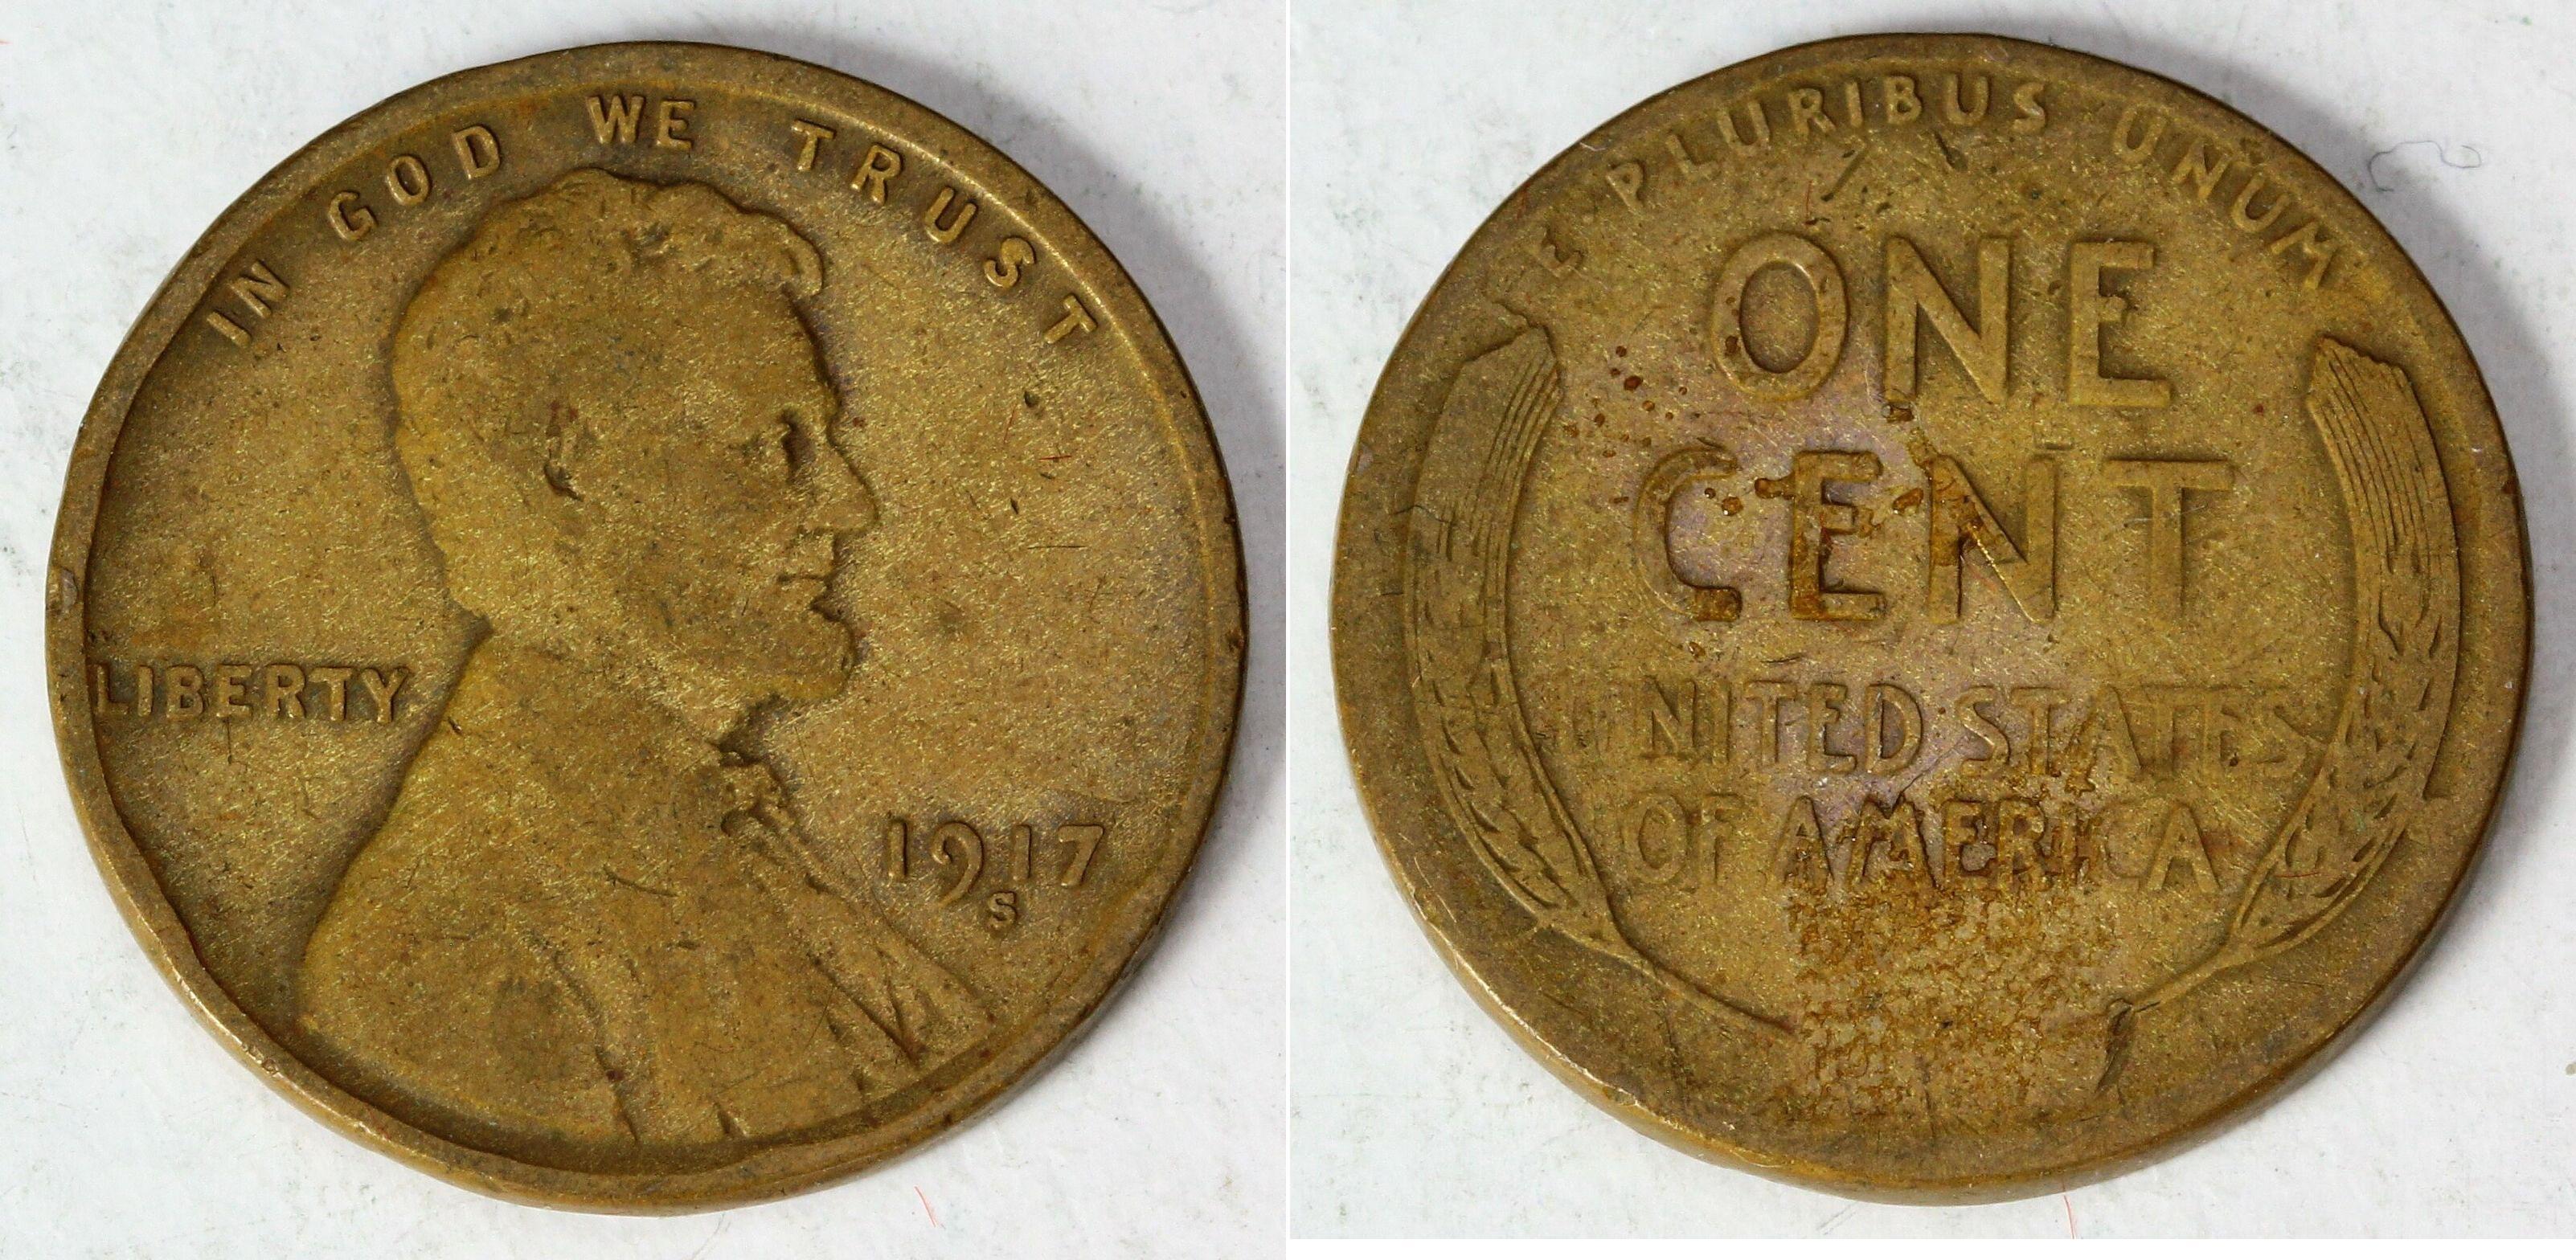 IN GOD WE TRUST
LIBERTY
1917
S
E PLURIBUS UNUM
ONE
CENT
UNITED STATES
OF AMERICA